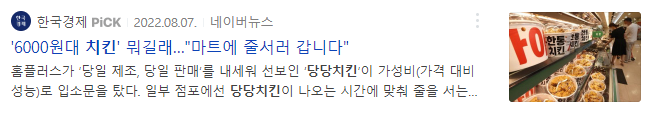 한국경제
한국경제 PiCK 2022.08.07. 네이버뉴스
'6000원대 치킨' 뭐길래..."마트에 줄서러 갑니다"
홈플러스가 '당일 제조, 당일 판매'를 내세워 선보인 '당당치킨'이 가성비(가격 대비
성능)로 입소문을 탔다. 일부 점포에선 당당치킨이 나오는 시간에 맞춰 줄을 서는...